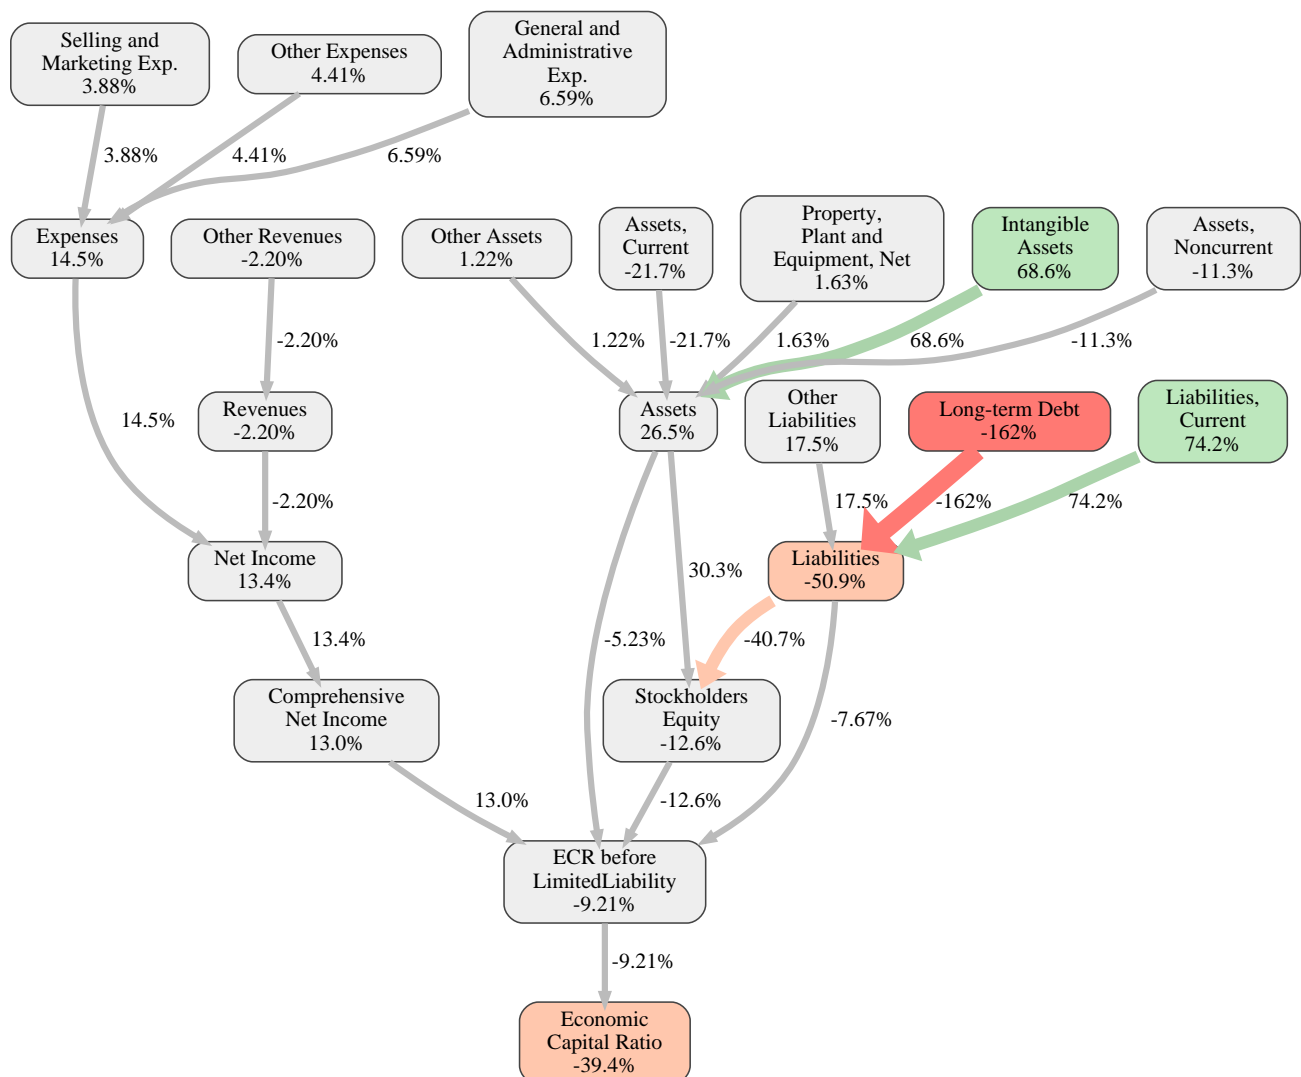 Selling and
Marketing Exp.
3.88%
Other Expenses
4.41%
General and
Administrative
Exp.
6.59%
3.88%
4.41%
6.59%
Expenses
14.5%
Other Revenues
-2.20%
Other Assets
1.22%
Assets,
Current
-21.7%
Property,
Plant and
Equipment, Net
1.63%
Intangible
Assets
68.6%
Assets,
Noncurrent
-11.3%
-2.20%
1.22%
-21.7%
1.63%
68.6%
-11.3%
14.5%
Revenues
-2.20%
Assets
26.5%
Other
Liabilities
17.5%
Long-term Debt
-162%
Liabilities,
Current
74.2%
-2.20%
17.5%
-162%
74.2%
Net Income
13.4%
30.3%
Liabilities
-50.9%
13.4%
-5.23%
-40.7%
Comprehensive
Net Income
13.0%
Stockholders
Equity
-12.6%
-7.67%
13.0%
-12.6%
ECR before
LimitedLiability
-9.21%
-9.21%
Economic
Capital Ratio
-39.4%